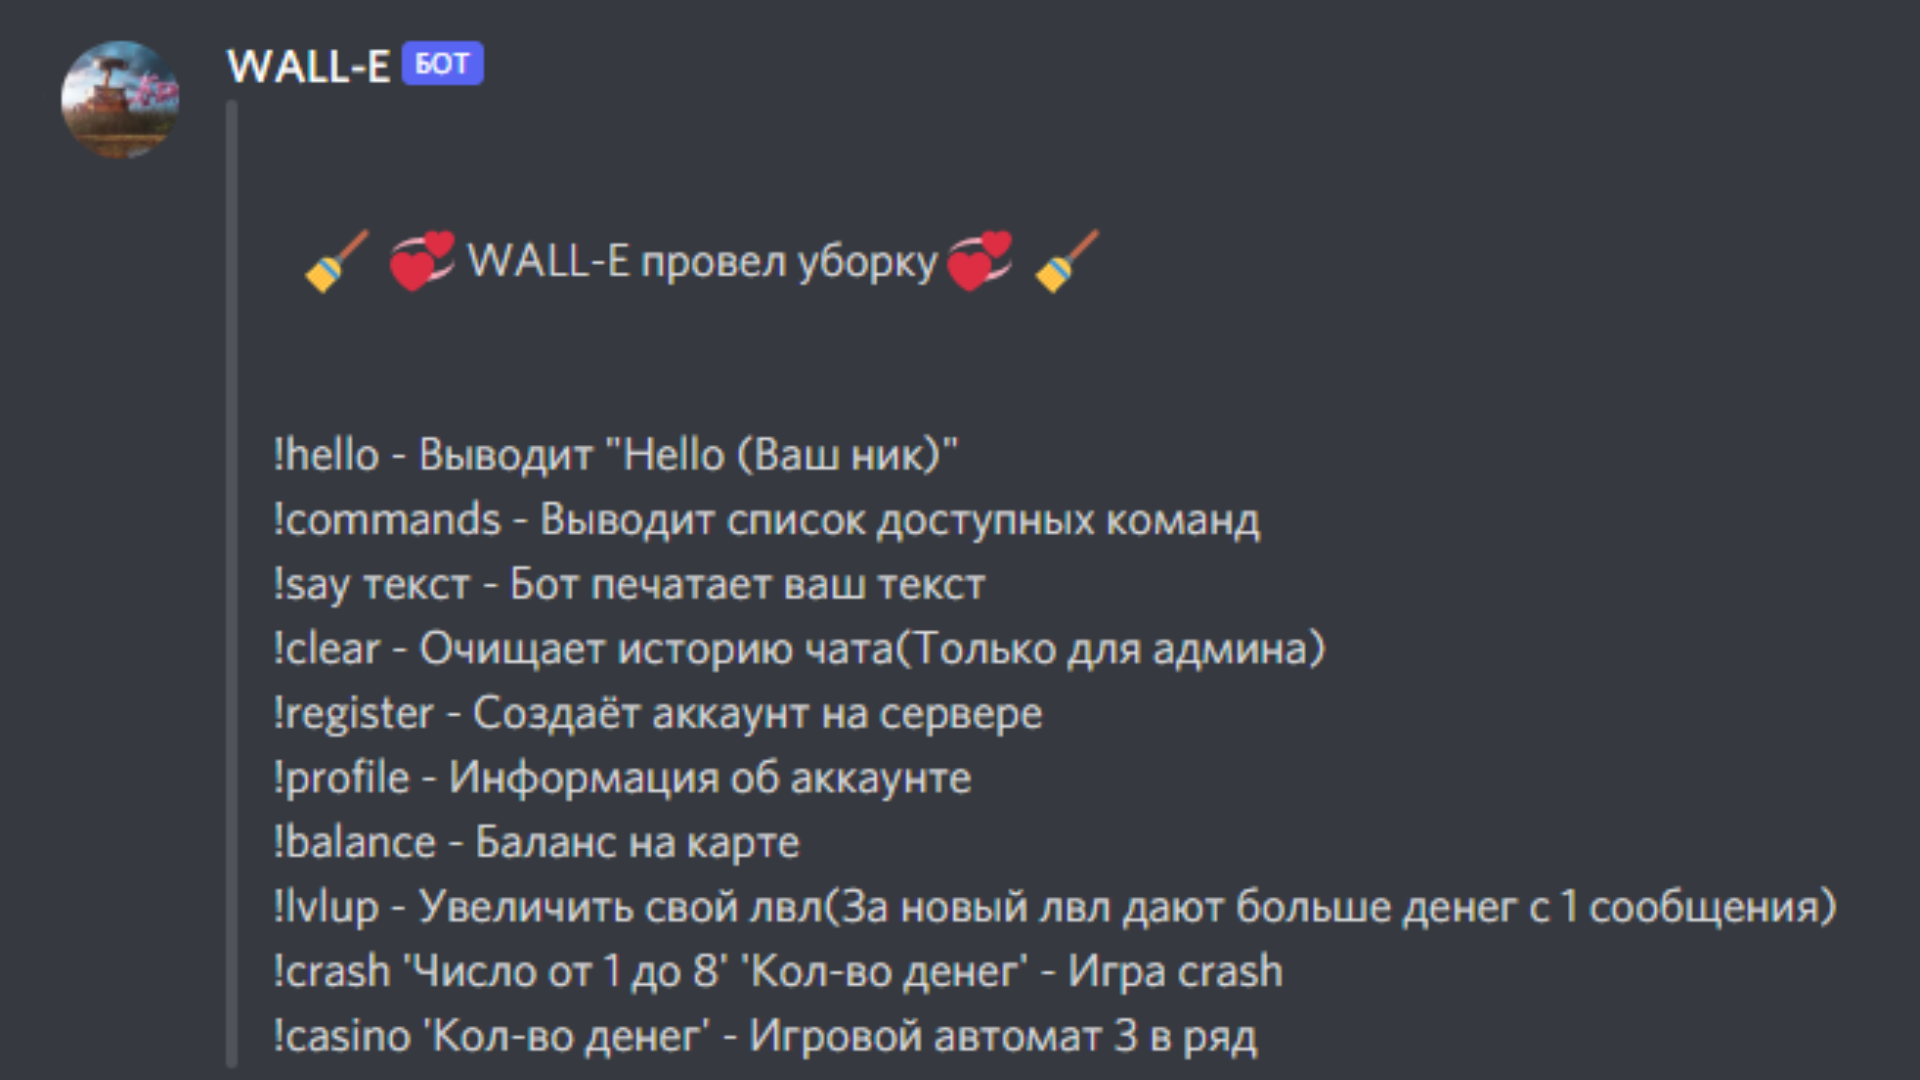 WALL-E БОТ
WALL-E провел уборку
!hello - Выводит "Hello (Ваш ник)"
!commands - Выводит список доступных команд
!say текст - Бот печатает ваш текст
!clear - Очищает историю чата(Только для админа)
!register - Создаёт аккаунт на сервере
!profile - Информация об аккаунте
!balance - Баланс на карте
!lvlup - Увеличить свой лвл(За новый лвл дают больше денег с 1 сообщения)
!crash 'Число от 1 до 8' 'Кол-во денег' - Игра crash
!casino 'Кол-во денег' - Игровой автомат 3 в ряд